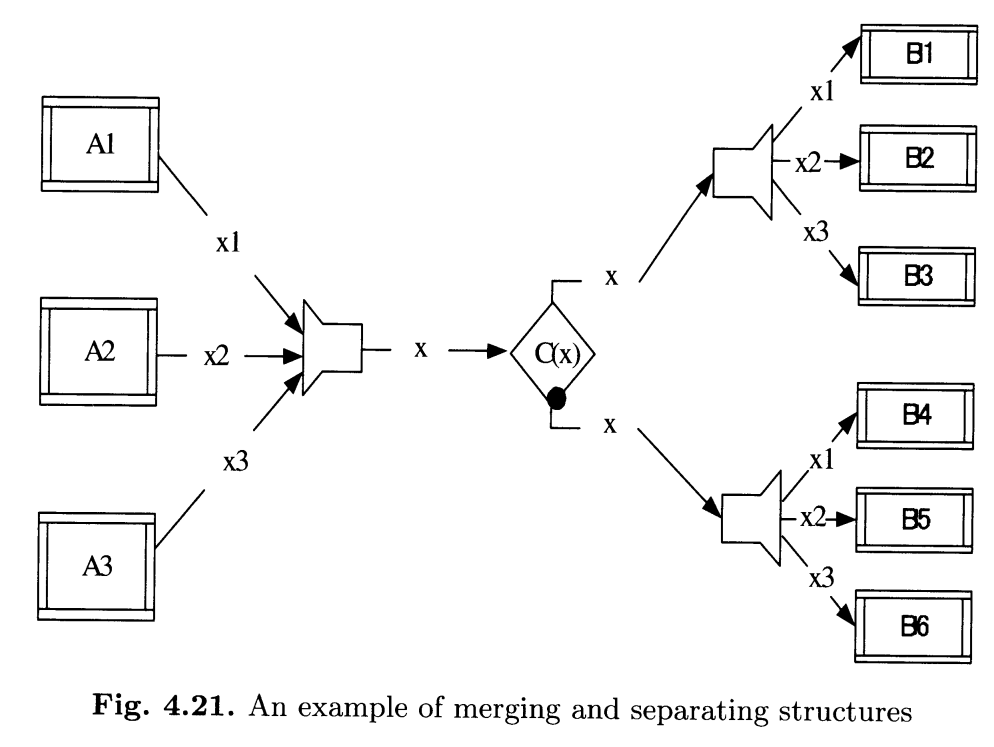 A1
x1
A2
x2
x3
A3
x
C(x)
x
x
x1
x2
x3
B1
B2
B3
x1
x2
x3
B4
B5
B6
Fig. 4.21. An example of merging and separating structures